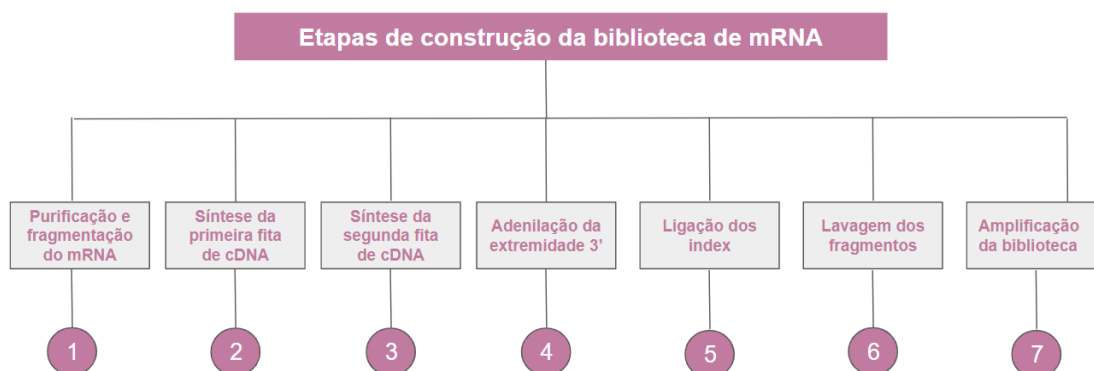 Etapas de construção da biblioteca de mRNA
Purificação e
fragmentação
do mRNA
Síntese da
primeira fita
de cDNA
Síntese da
segunda fita
de cDNA
Adenilação da
extremidade 3’
Ligação dos
index
Lavagem dos
fragmentos
Amplificação
da biblioteca
1
2
3
4
5
6
7